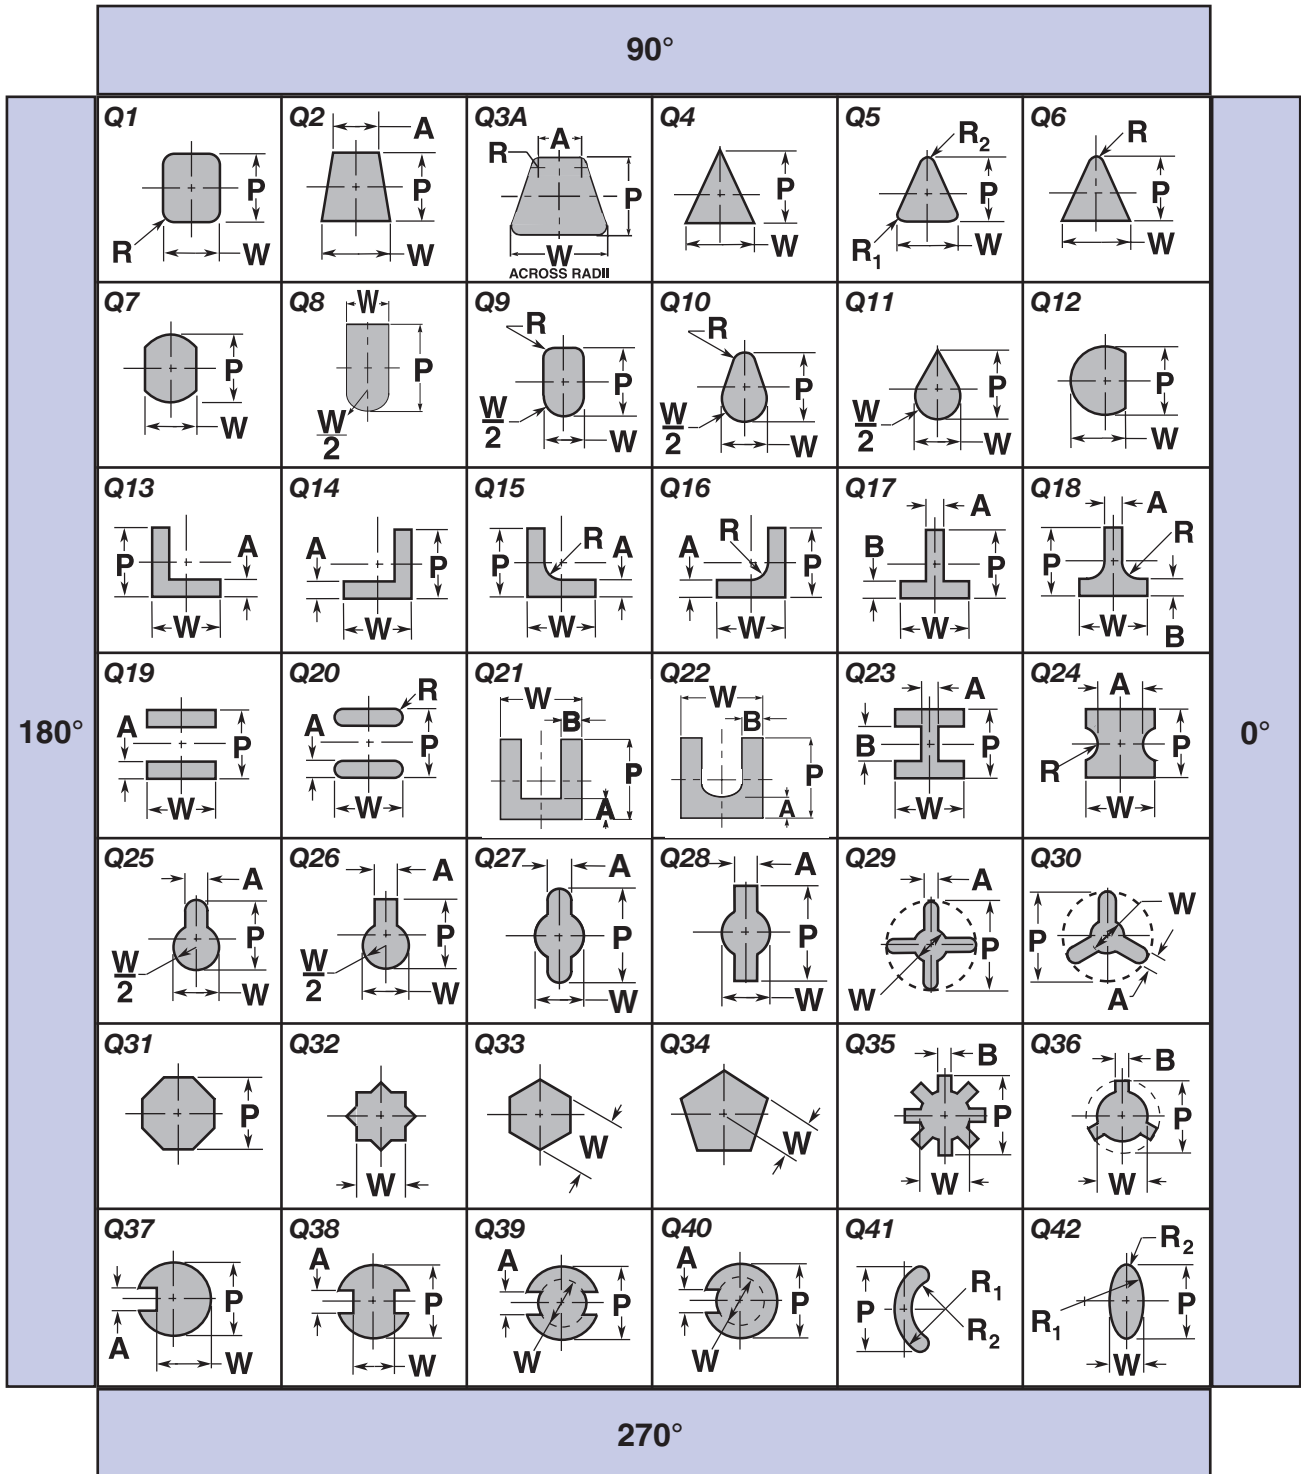 90°
180°
0°
270°
Q1
P
R
W
Q2
A
P
W
Q3A
A
R
P
W
ACROSS RADII
Q4
P
W
Q5
R2
P
R1
W
Q6
R
P
W
Q7
P
W
Q8
W
P
W
2
Q9
R
P
W
2
W
Q10
R
P
W
2
W
Q11
P
W
2
W
Q12
P
W
Q13
P
A
W
Q14
A
P
W
Q15
R
P
A
W
Q16
R
A
P
W
Q17
A
B
P
W
Q18
A
R
P
W
B
Q19
A
P
W
Q20
R
A
P
W
Q21
W
B
P
A
Q22
W
B
P
A
Q23
A
B
P
W
Q24
A
P
R
W
Q25
A
P
W
2
W
Q26
A
P
W
2
W
Q27
A
P
W
Q28
A
P
W
Q29
A
P
W
Q30
W
P
A
Q31
P
Q32
W
Q33
W
Q34
W
Q35
B
P
W
Q36
B
P
W
Q37
P
A
W
Q38
A
P
W
Q39
A
P
W
Q40
A
P
W
Q41
R1
P
R2
Q42
R2
P
R1
W